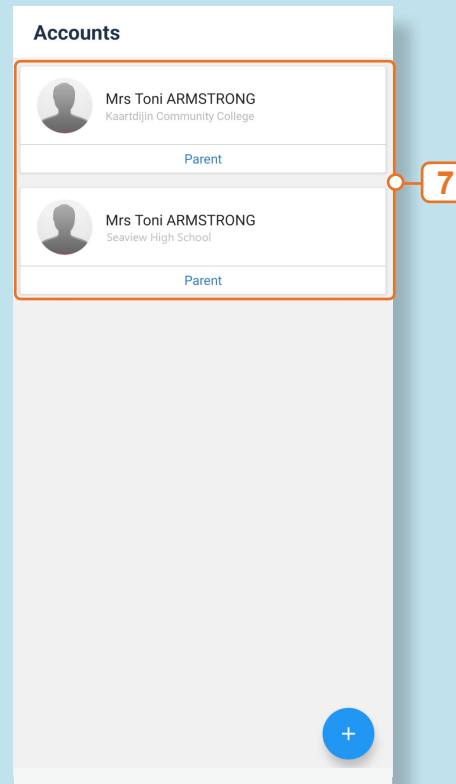 Accounts
Mrs Toni ARMSTRONG
Kaartdijin Community College
Parent
7
Mrs Toni ARMSTRONG
Seaview High School
Parent
+